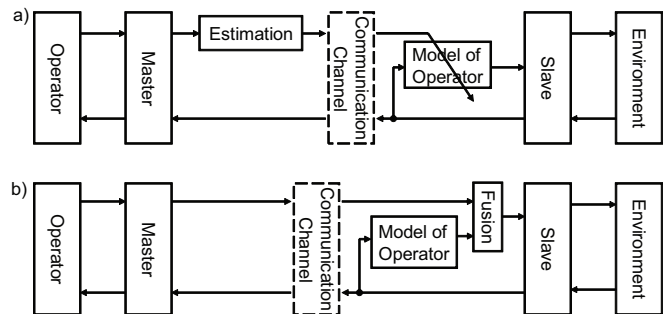 a)
Operator
Master
Estimation
Communication
Channel
Model of
Operator
Slave
Environment
b)
Operator
Master
Communication
Channel
Model of
Operator
Fusion
Slave
Environment